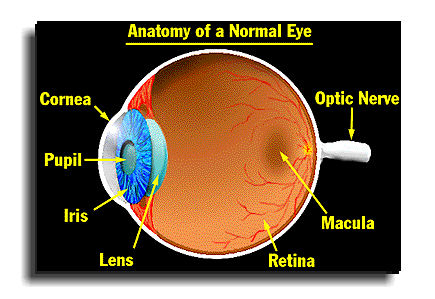 Anatomy of a Normal Eye
Cornea
Optic Nerve
Pupil
Iris
Macula
Lens
Retina